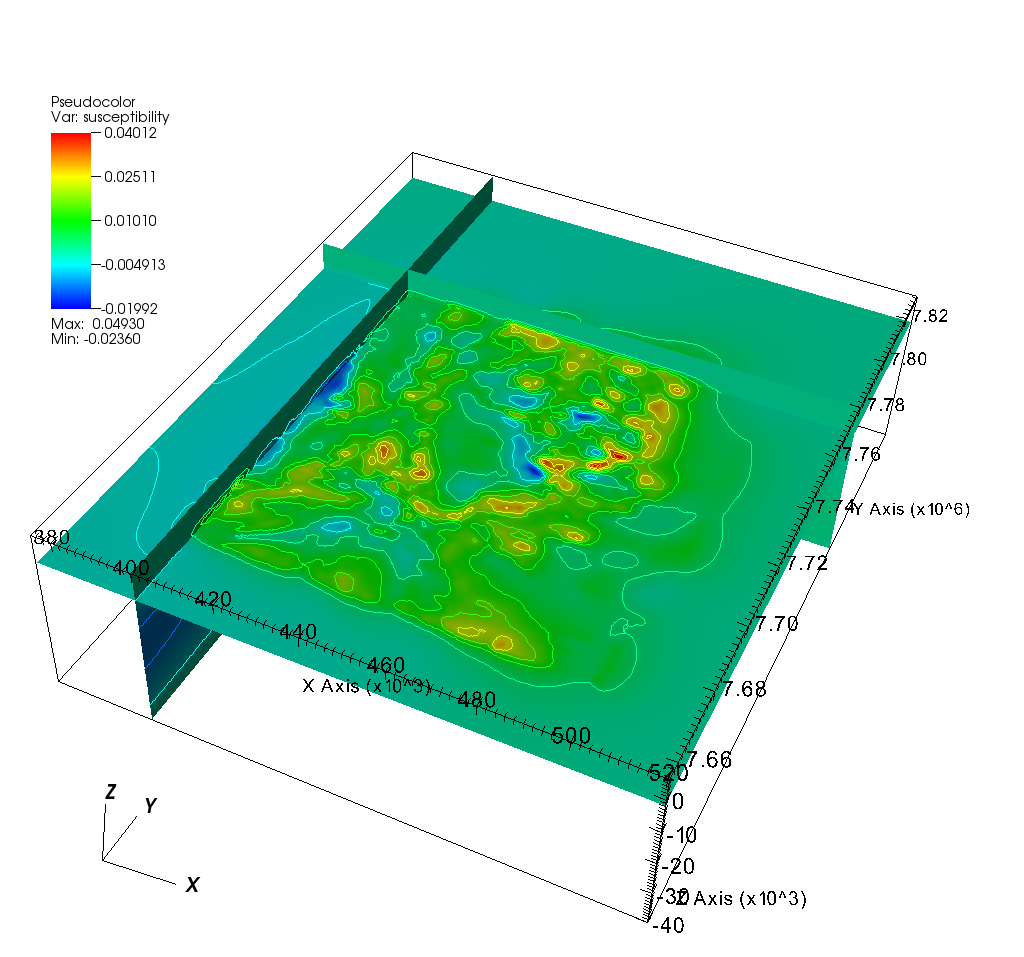 Pseudocolor
Var: susceptibility
0.04012
0.02511
0.01010
-0.004913
-0.01992
Max: 0.04930
Min: -0.02360
7.82
7.80
7.78
7.76
7.74
Y Axis (x10^6)
7.72
7.70
7.68
7.66
380
400
420
440
460
480
500
520
X Axis (x10^3)
0
-10
-20
-30
-40
Z Axis (x10^3)
Z
Y
X